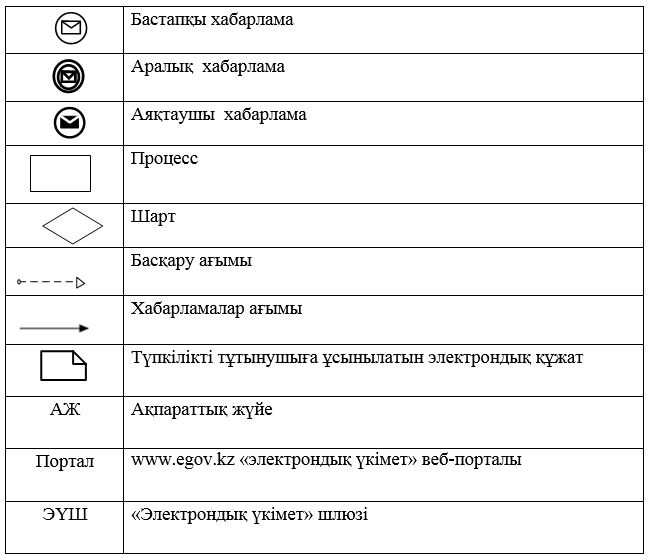 Бастапқы хабарлама
Аралық хабарлама
Аяқтаушы хабарлама
Процесс
Шарт
Басқару ағымы
Хабарламалар ағымы
Түпкілікті тұтынушыға ұсынылатын электрондық құжат
АЖ Ақпараттық жүйе
Портал www.egov.kz «электрондық үкімет» веб-порталы
ЭҮШ «Электрондық үкімет» шлюзі